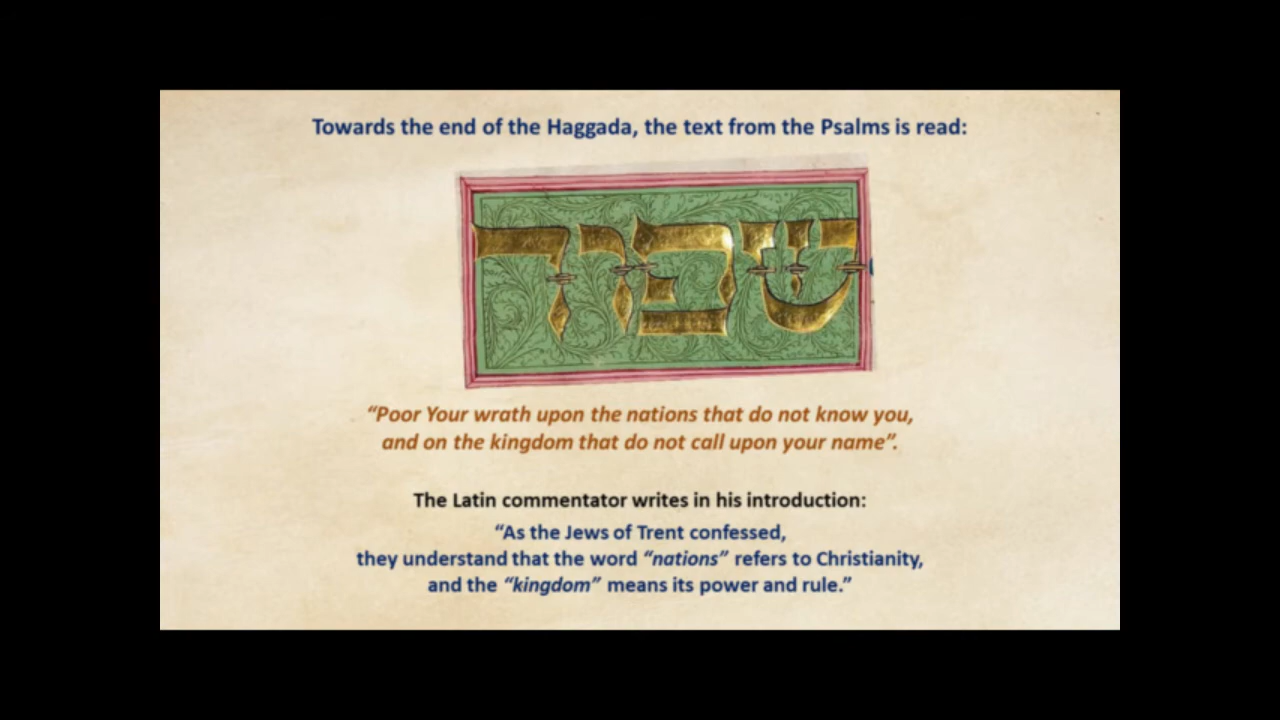 Towards the end of the Haggada, the text from the Psalms is read:
שפוך
“Poor Your wrath upon the nations that do not know you,
and on the kingdom that do not call upon your name”.
The Latin commentator writes in his introduction:
“As the Jews of Trent confessed,
they understand that the word “nations” refers to Christianity,
and the “kingdom” means its power and rule.”